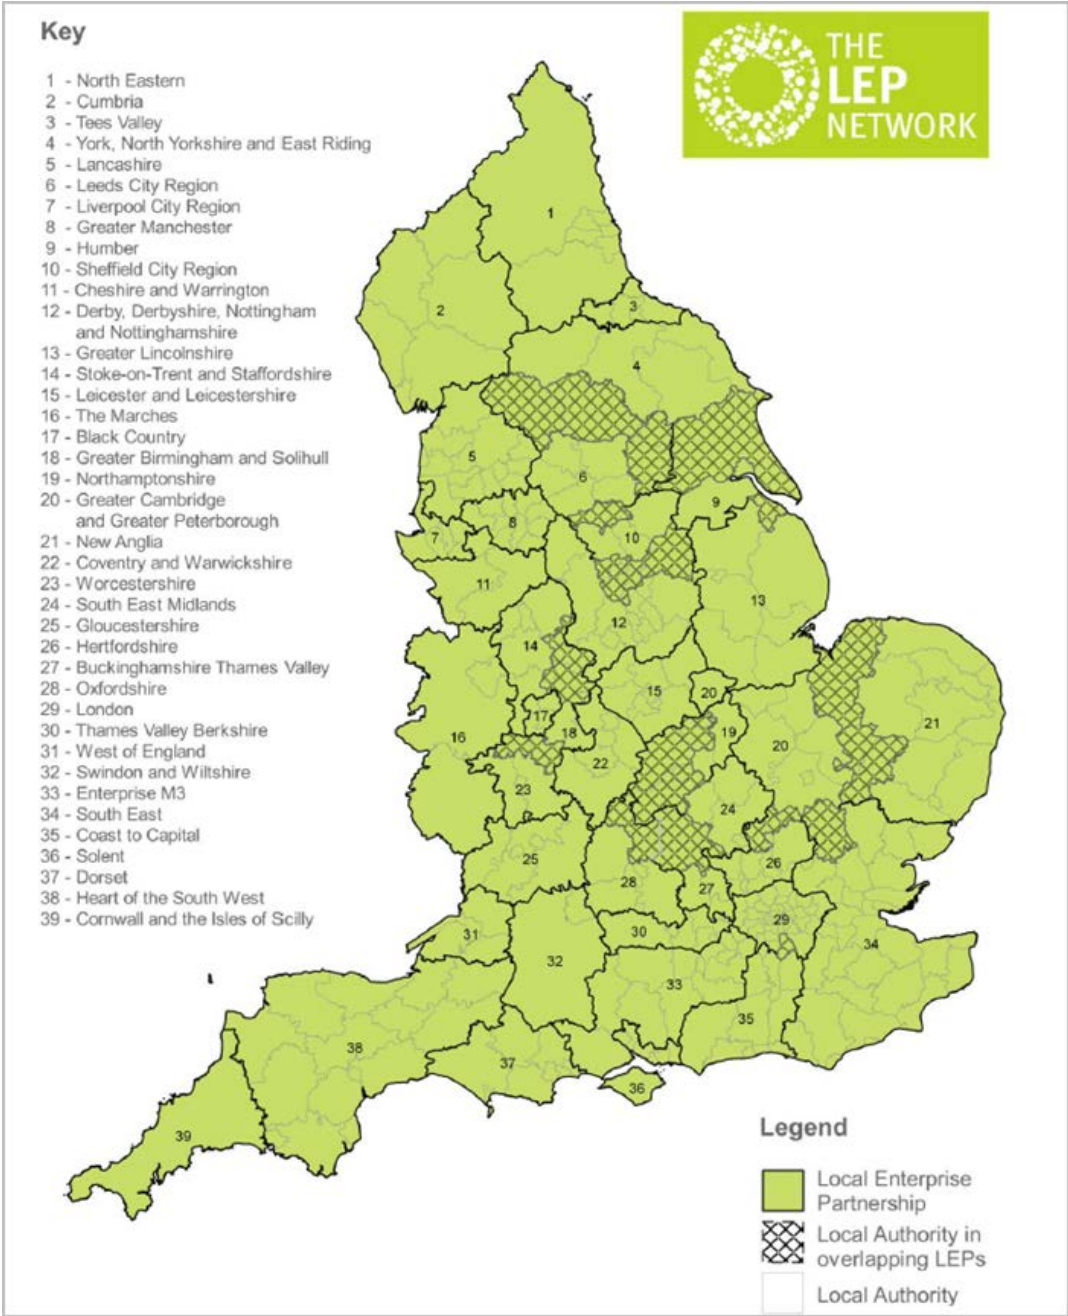 Key
1 - North Eastern
2 - Cumbria
3 - Tees Valley
4 - York, North Yorkshire and East Riding
5 - Lancashire
6 - Leeds City Region
7 - Liverpool City Region
8 - Greater Manchester
9 - Humber
10 - Sheffield City Region
11 - Cheshire and Warrington
12 - Derby, Derbyshire, Nottingham
and Nottinghamshire
13 - Greater Lincolnshire
14 - Stoke-on-Trent and Staffordshire
15 - Leicester and Leicestershire
16 - The Marches
17 - Black Country
18 - Greater Birmingham and Solihull
19 - Northamptonshire
20 - Greater Cambridge
and Greater Peterborough
21 - New Anglia
22 - Coventry and Warwickshire
23 - Worcestershire
24 - South East Midlands
25 - Gloucestershire
26 - Hertfordshire
27 - Buckinghamshire Thames Valley
28 - Oxfordshire
29 - London
30 - Thames Valley Berkshire
31 - West of England
32 - Swindon and Wiltshire
33 - Enterprise M3
34 - South East
35 - Coast to Capital
36 - Solent
37 - Dorset
38 - Heart of the South West
39 - Cornwall and the Isles of Scilly
THE
LEP
NETWORK
1
2
3
4
5
6
7
8
9
10
11
12
13
14
15
20
16
17
18
19
20
21
22
23
24
25
26
27
28
29
30
31
32
33
34
35
36
37
38
39
Legend
Local Enterprise
Partnership
Local Authority in
overlapping LEPs
Local Authority